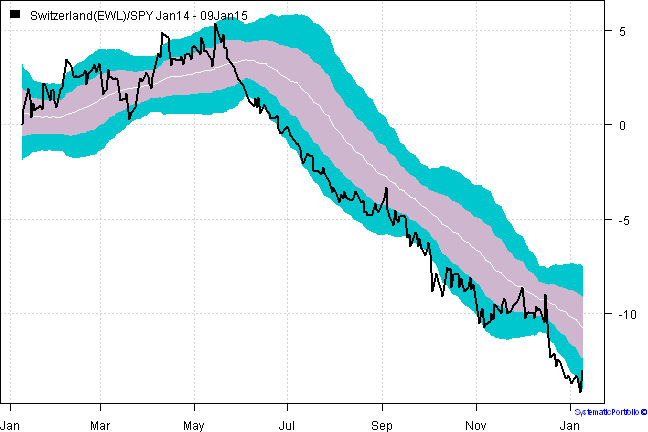 Switzerland(EWL)/SPY Jan14 - 09Jan15
5
0
-5
-10
Jan Mar May Jul Sep Nov Jan
SystematicPortfolio ©